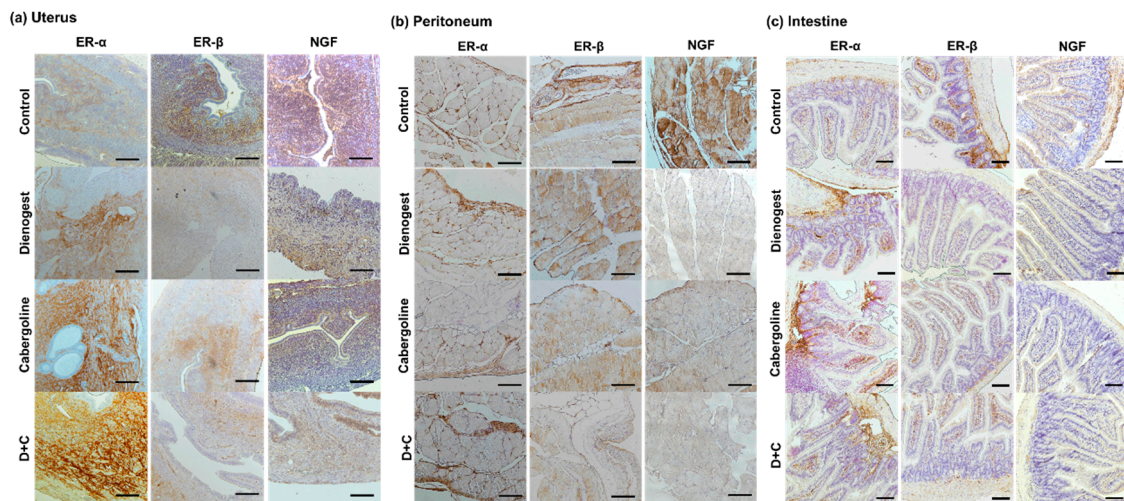 (a) Uterus
ER-α ER-β NGF
Control
Dienogest
Cabergoline
D+C
(b) Peritoneum
ER-α ER-β NGF
Control
Dienogest
Cabergoline
D+C
(c) Intestine
ER-α ER-β NGF
Control
Dienogest
Cabergoline
D+C